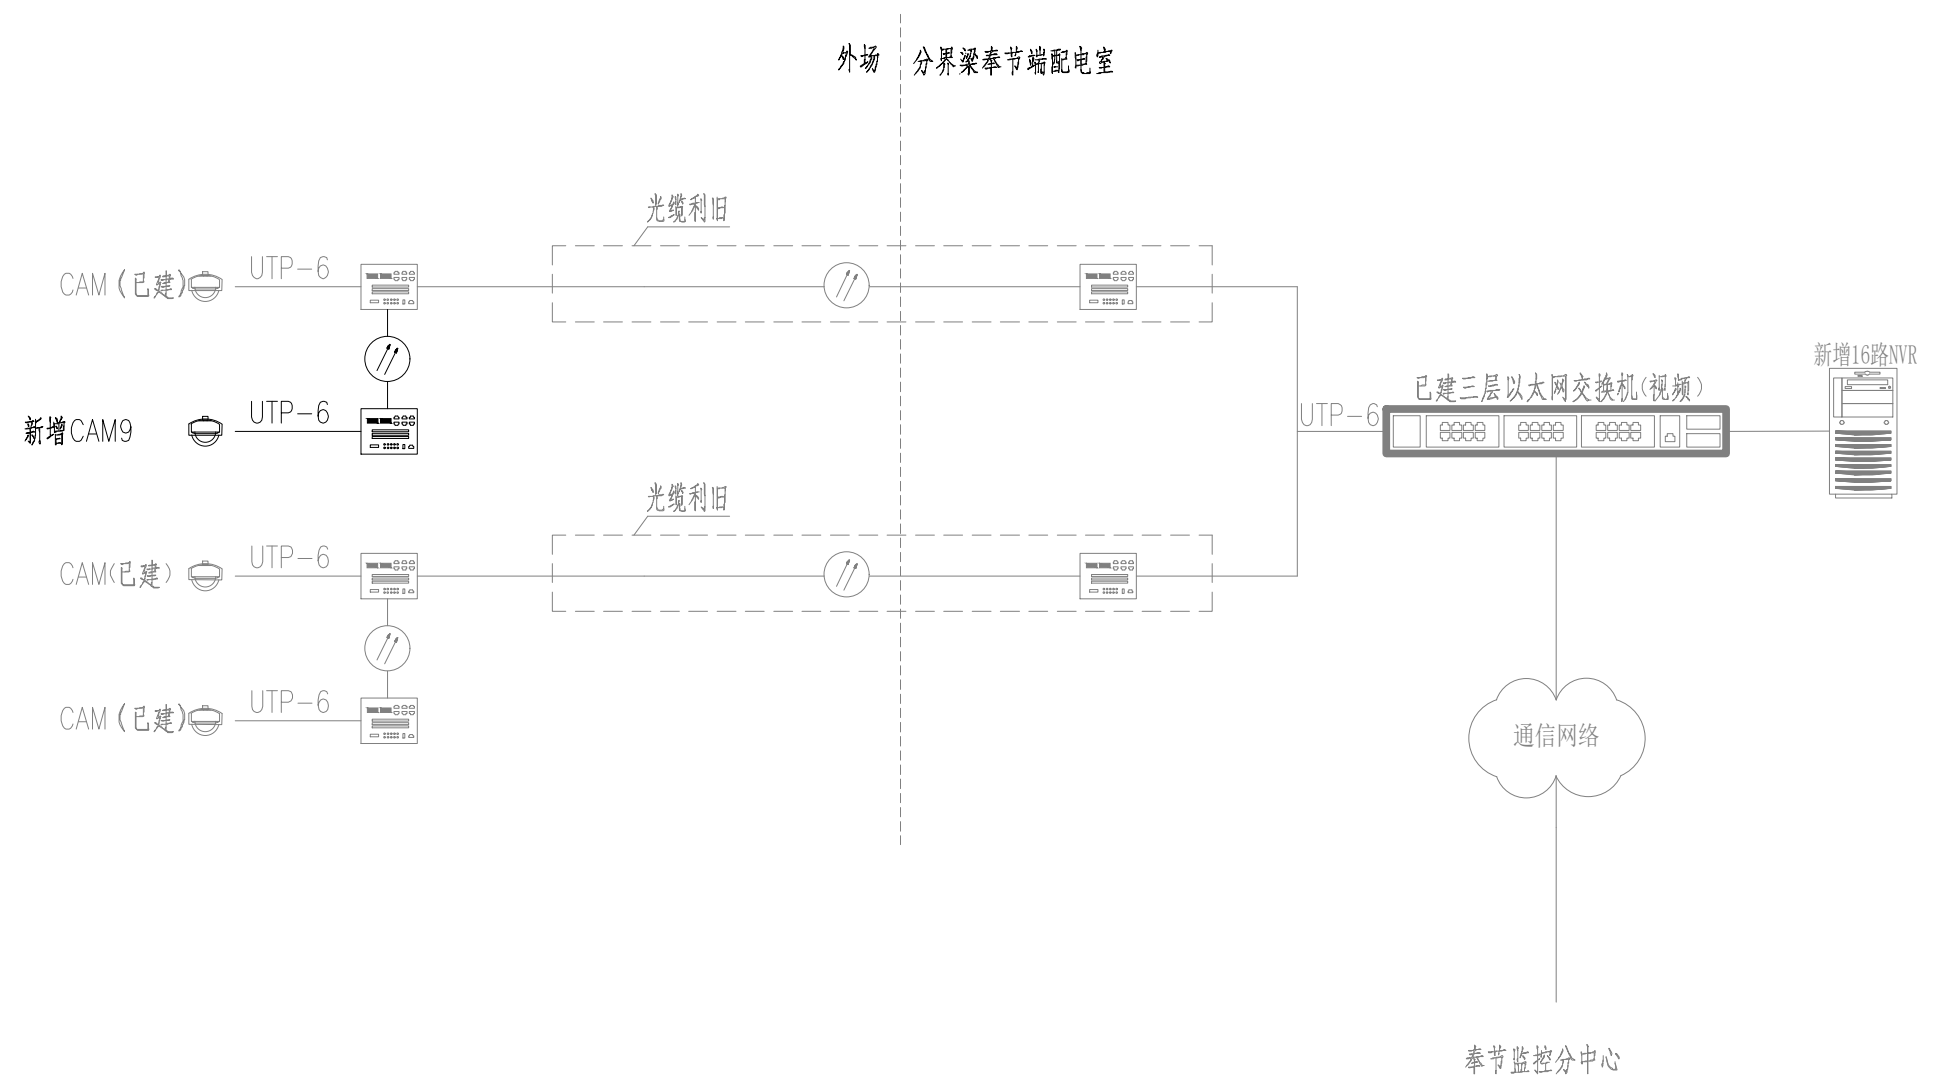 外场
分界梁奉节端配电室
光缆利旧
CAM（已建）
UTP-6
新增16路NVR
已建三层以太网交换机(视频）
新增CAM9
UTP-6
UTP-6
光缆利旧
CAM(已建）
UTP-6
CAM（已建）
UTP-6
通信网络
奉节监控分中心